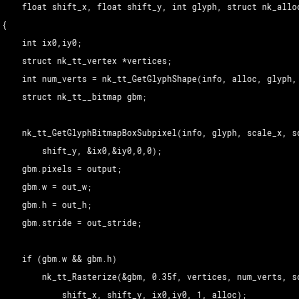 float shift_x, float shift_y, int glyph, struct nk_alloc
{
int ix0,iy0;
struct nk_tt_vertex *vertices;
int num_verts = nk_tt_GetGlyphShape(info, alloc, glyph,
struct nk_tt__bitmap gbm;
nk_tt_GetGlyphBitmapBoxSubpixel(info, glyph, scale_x, sc
shift_y, &ix0,&iy0,0,0);
gbm.pixels = output;
gbm.w = out_w;
gbm.h = out_h;
gbm.stride = out_stride;
if (gbm.w && gbm.h)
nk_tt_Rasterize(&gbm, 0.35f, vertices, num_verts, sc
shift_x, shift_y, ix0,iy0, 1, alloc);